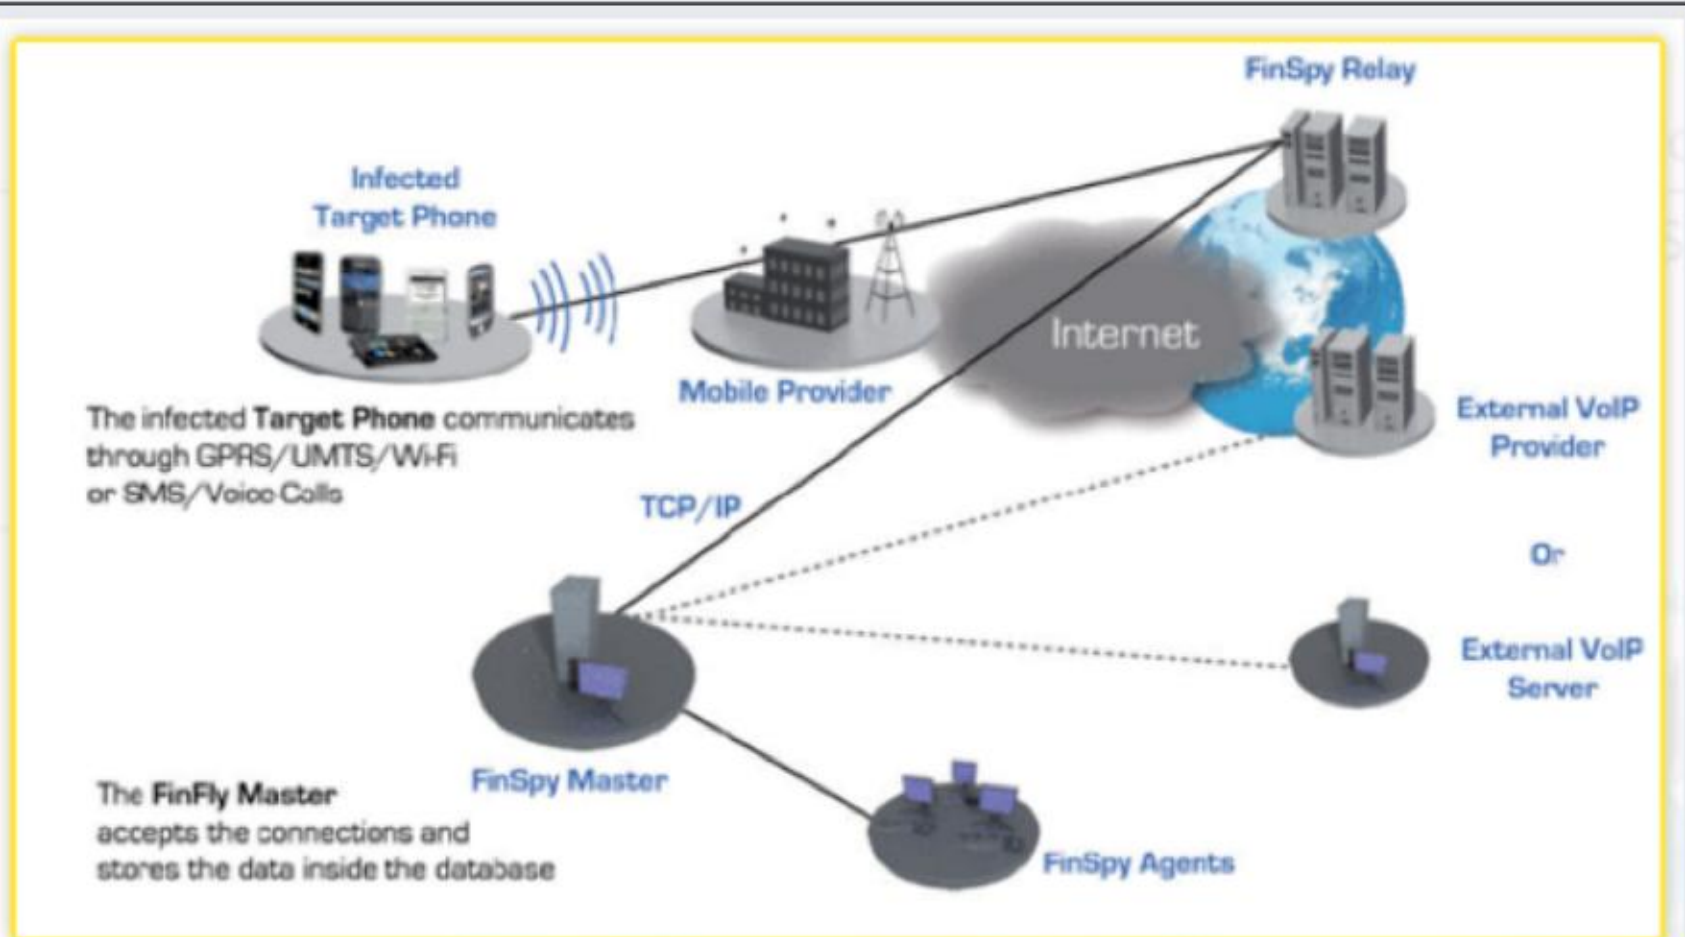 FinSpy Relay
Infected
Target Phone
Internet
Mobile Provider
The infected Target Phone communicates
through GPRS/UMTS/Wi-Fi
or SMS/Voice-Calls
External VoIP
Provider
TCP/IP
Or
External VoIP
Server
FinSpy Master
The FinFly Master
accepts the connections and
stores the data inside the database
FinSpy Agents